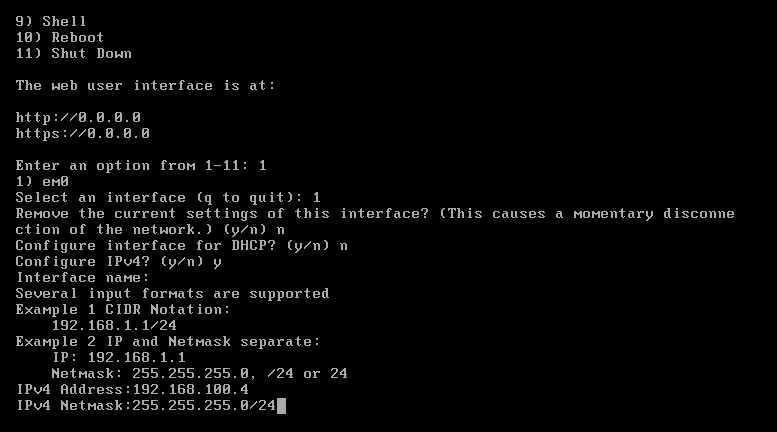 9) Shell
10) Reboot
11) Shut Down
The web user interface is at:
http://0.0.0.0
https://0.0.0.0
Enter an option from 1-11: 1
1) em0
Select an interface (q to quit): 1
Remove the current settings of this interface? (This causes a momentary disconne
ction of the network.) (y/n) n
Configure interface for DHCP? (y/n) n
Configure IPv4? (y/n) y
Interface name:
Several input formats are supported
Example 1 CIDR Notation:
    192.168.1.1/24
Example 2 IP and Netmask separate:
    IP: 192.168.1.1
    Netmask: 255.255.255.0, /24 or 24
IPv4 Address:192.168.100.4
IPv4 Netmask:255.255.255.0/24